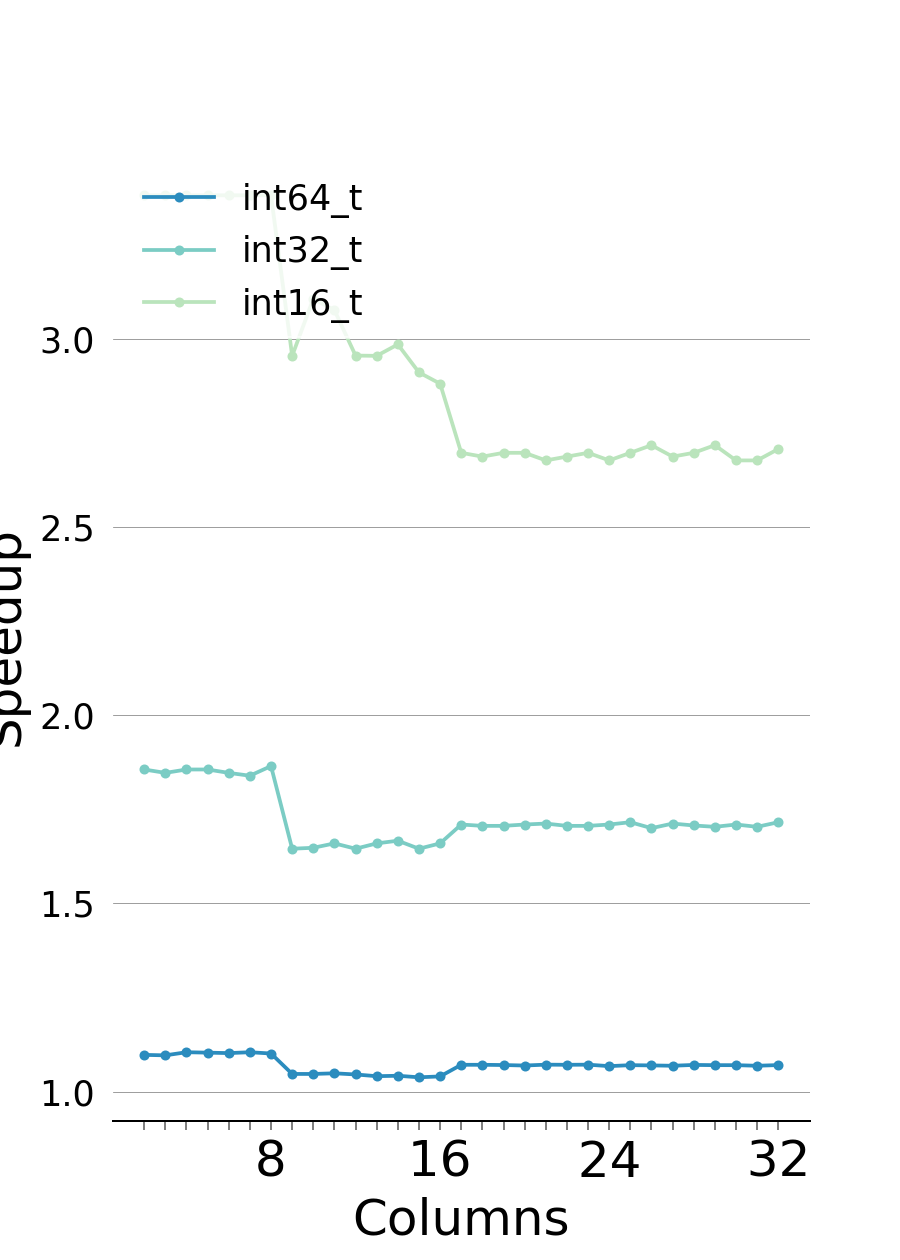 int64_t
int32_t
int16_t
3.0
2.5
2.0
1.5
1.0
Speedup
8 16 24 32
Columns